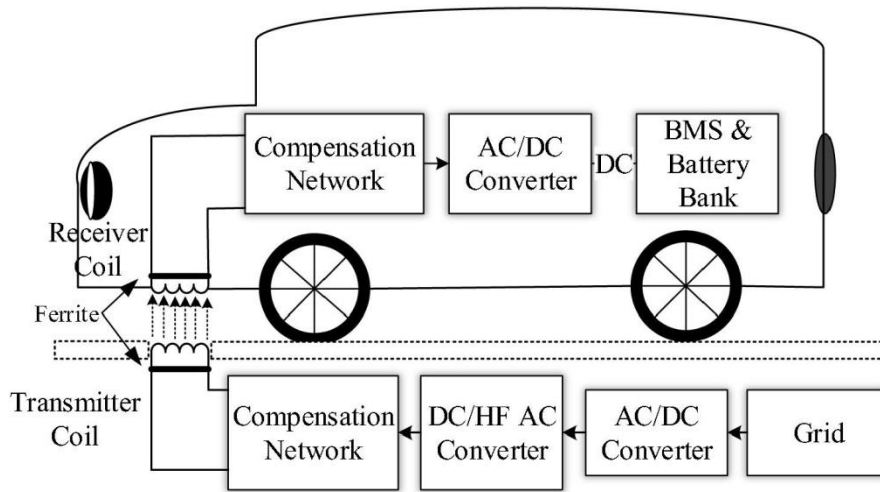 Compensation
Network
AC/DC
Converter
DC
BMS &
Battery
Bank
Receiver
Coil
Ferrite
Transmitter
Coil
Compensation
Network
DC/HF AC
Converter
AC/DC
Converter
Grid